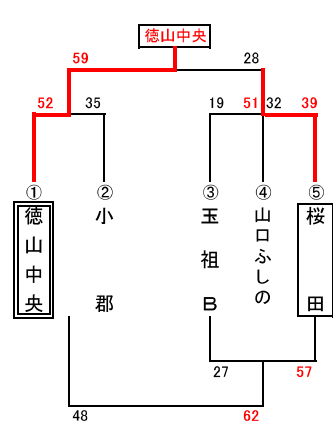 徳山中央
59 28
52 35 19 51 32 39
① ② ③ ④ ⑤
徳山中央
小郡
玉祖B
山口ふしの
桜田
27 57
48 62